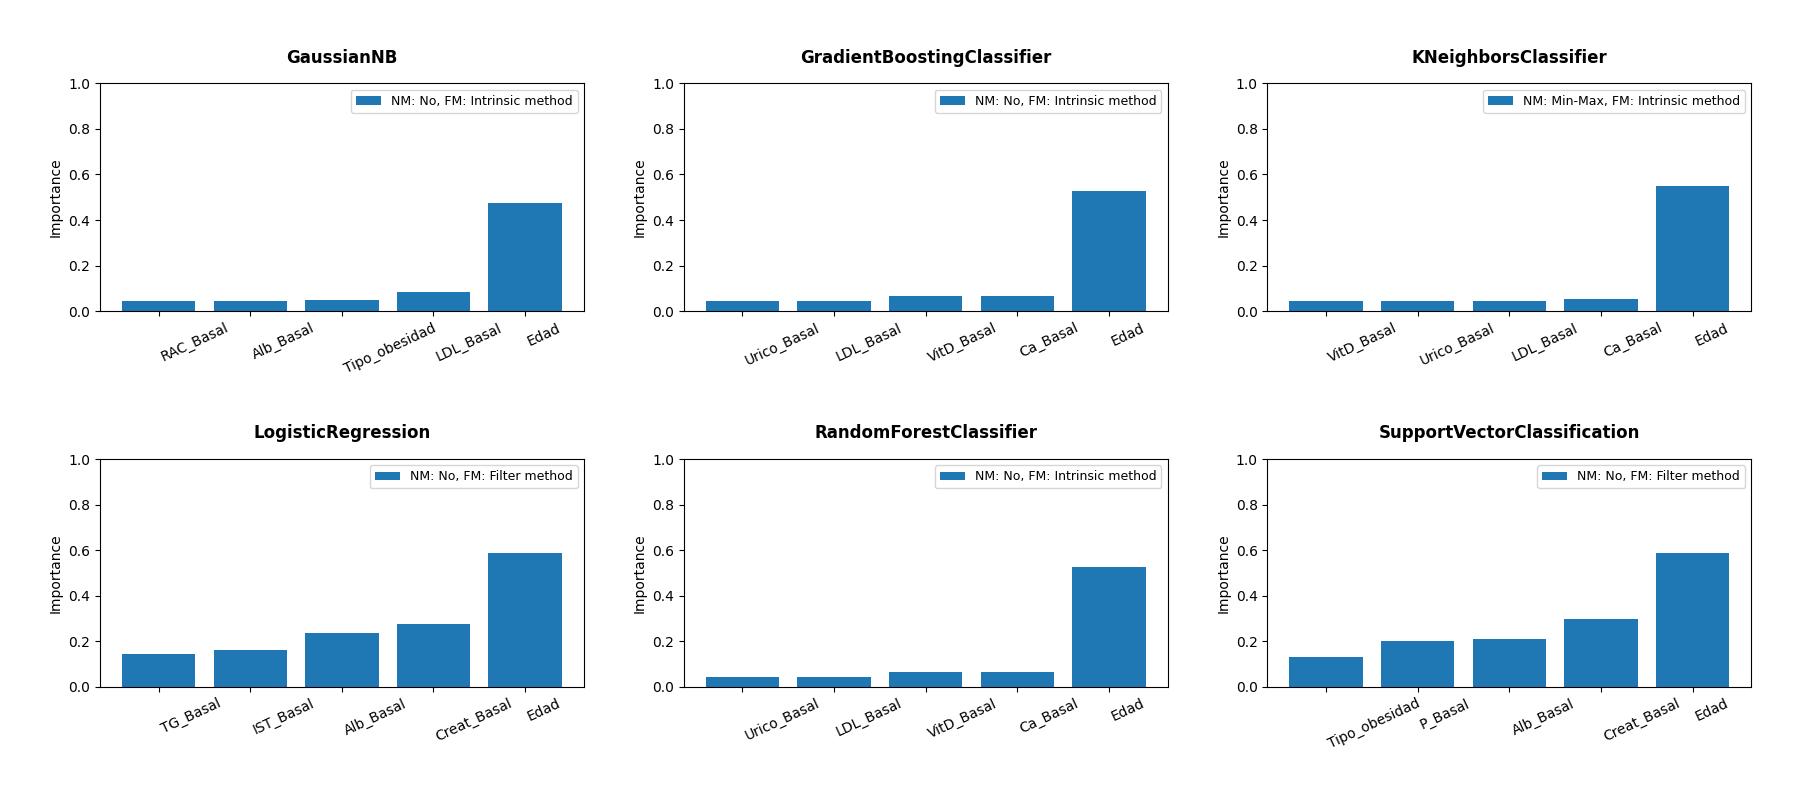 GaussianNB
NM: No, FM: Intrinsic method
Importance
1.0
0.8
0.6
0.4
0.2
0.0
RAC_Basal
Alb_Basal
Tipo_obesidad
LDL_Basal
Edad
GradientBoostingClassifier
NM: No, FM: Intrinsic method
Importance
1.0
0.8
0.6
0.4
0.2
0.0
Urico_Basal
LDL_Basal
VitD_Basal
Ca_Basal
Edad
KNeighborsClassifier
NM: Min-Max, FM: Intrinsic method
Importance
1.0
0.8
0.6
0.4
0.2
0.0
VitD_Basal
Urico_Basal
LDL_Basal
Ca_Basal
Edad
LogisticRegression
NM: No, FM: Filter method
Importance
1.0
0.8
0.6
0.4
0.2
0.0
TG_Basal
IST_Basal
Alb_Basal
Creat_Basal
Edad
RandomForestClassifier
NM: No, FM: Intrinsic method
Importance
1.0
0.8
0.6
0.4
0.2
0.0
Urico_Basal
LDL_Basal
VitD_Basal
Ca_Basal
Edad
SupportVectorClassification
NM: No, FM: Filter method
Importance
1.0
0.8
0.6
0.4
0.2
0.0
Tipo_obesidad
P_Basal
Alb_Basal
Creat_Basal
Edad